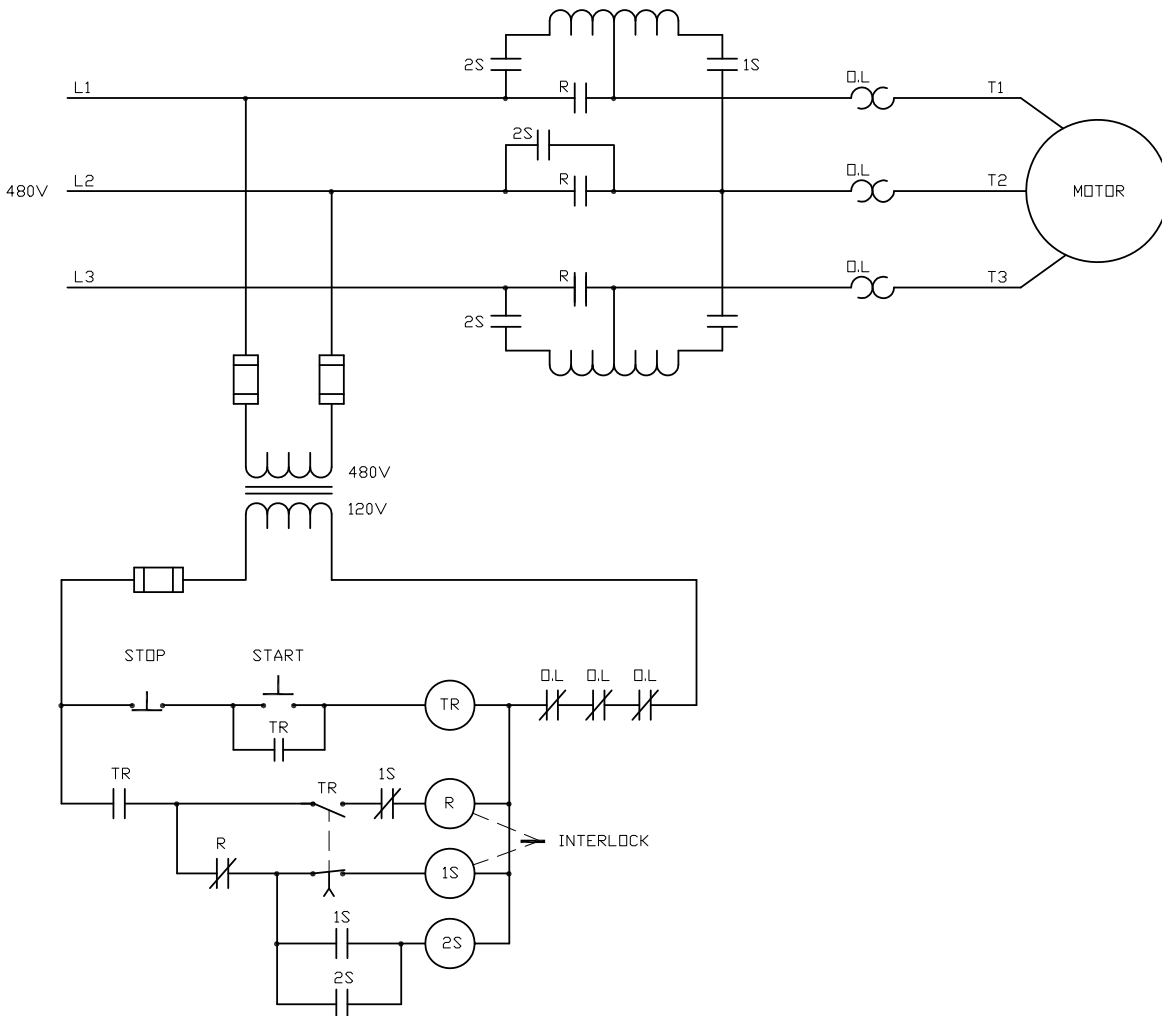 2S
1S
L1
R
O.L
T1
2S
480V
L2
R
O.L
T2
MOTOR
L3
R
O.L
T3
2S
480V
120V
STOP
START
O.L
O.L
O.L
TR
TR
TR
TR
1S
R
R
INTERLOCK
1S
1S
2S
2S